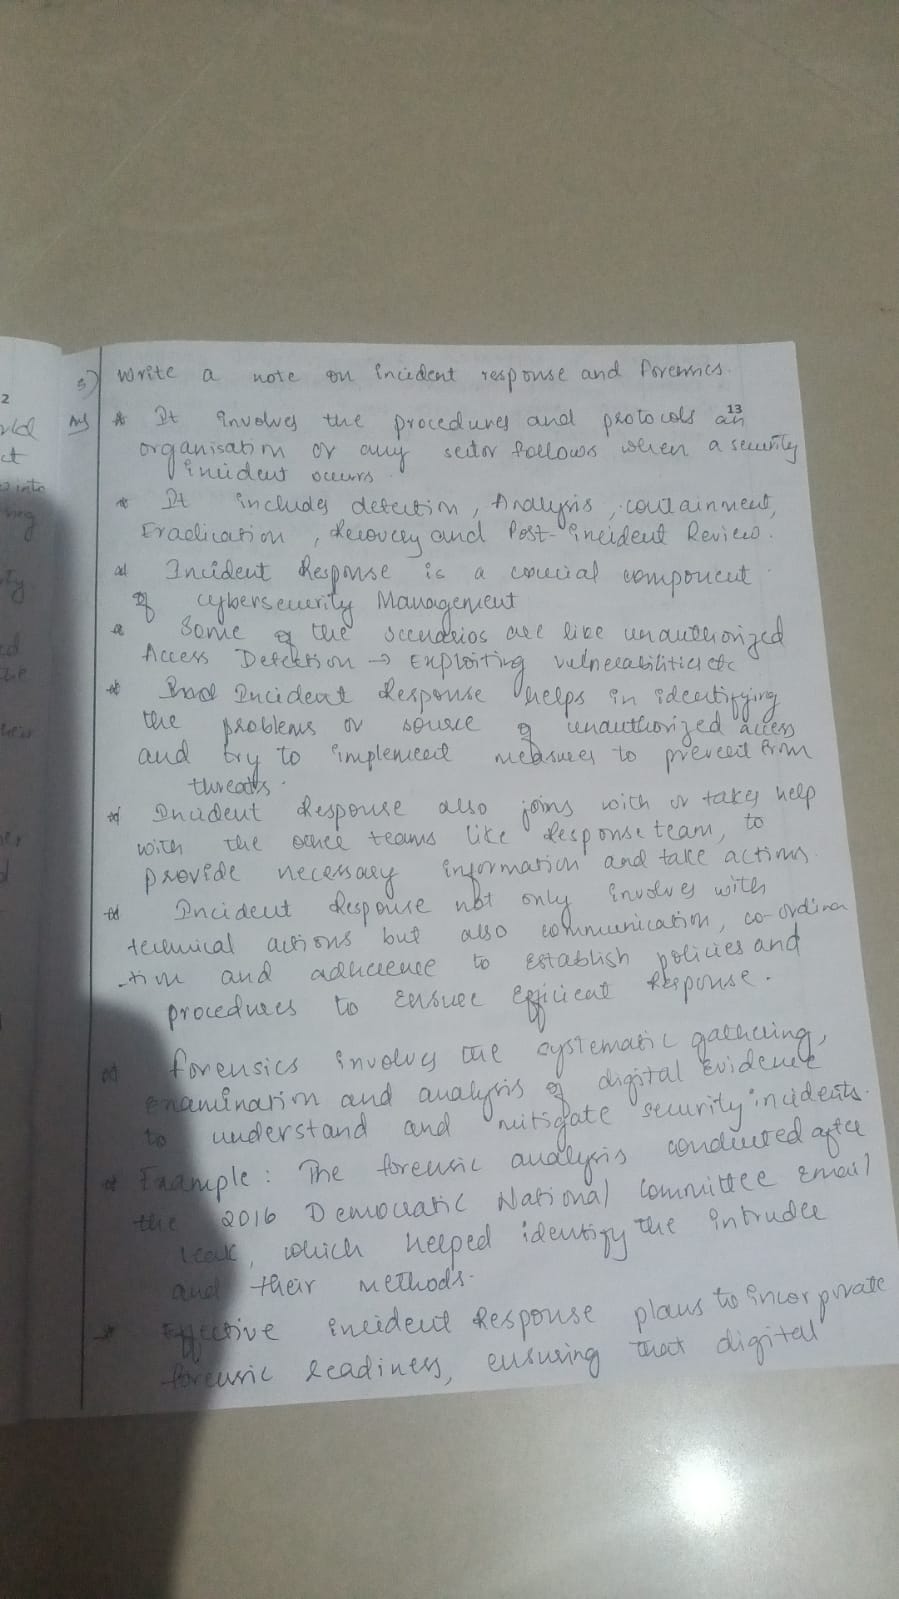 2
rld
ct
into
ty
ed
5) Write a note on incident response and forensics.
13
Ans * It involves the procedures and protocols an
organisation or any sector follows when a security
incident occurs
* It includes detection, Analysis, containment,
Eradication, Recovery and Post-incident Review.
* Incident Response is a crucial component
of cybersecurity Management
* Some of the scenarios are like unauthorized
Access Detection → Exploiting vulnerabilities etc
* Incident Response helps in identifying
the problems or source of unauthorized access
and try to implement measures to prevent from
threats.
* Incident Response also joins with or takes help
with the other teams like Response team, to
provide necessary information and take actions.
* Incident Response not only involves with
technical actions but also communication, co-ordina
-tion and adherence to establish policies and
procedures to ensure efficient Response.
* forensics involves the systematic gathering,
examination and analysis of digital evidence
to understand and mitigate security incidents.
* Example: The forensic analysis conducted after
the 2016 Democratic National Committee Email
leak, which helped identify the intruder
and their methods.
* Effective incident Response plans to incorporate
forensic readiness, ensuring that digital